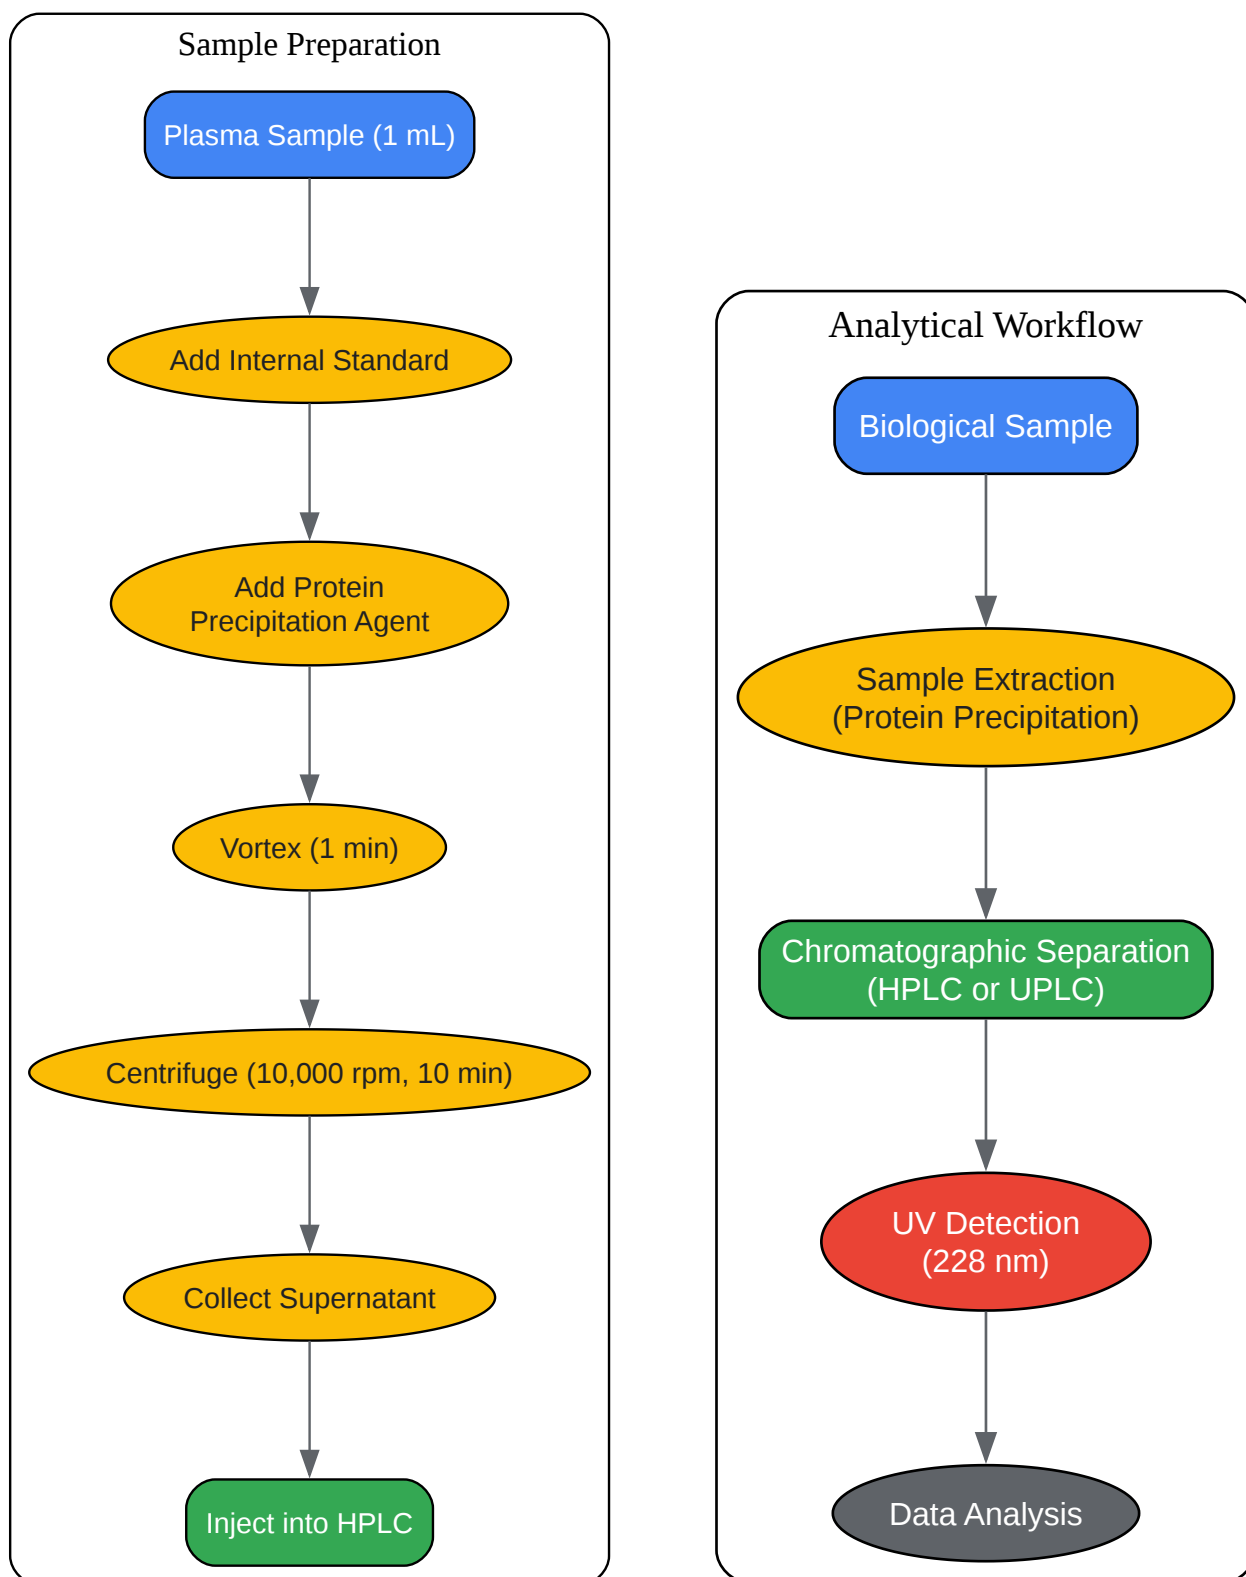 Sample Preparation
Plasma Sample (1 mL)
Add Internal Standard
Add Protein
Precipitation Agent
Vortex (1 min)
Centrifuge (10,000 rpm, 10 min)
Collect Supernatant
Inject into HPLC
Analytical Workflow
Biological Sample
Sample Extraction
(Protein Precipitation)
Chromatographic Separation
(HPLC or UPLC)
UV Detection
(228 nm)
Data Analysis